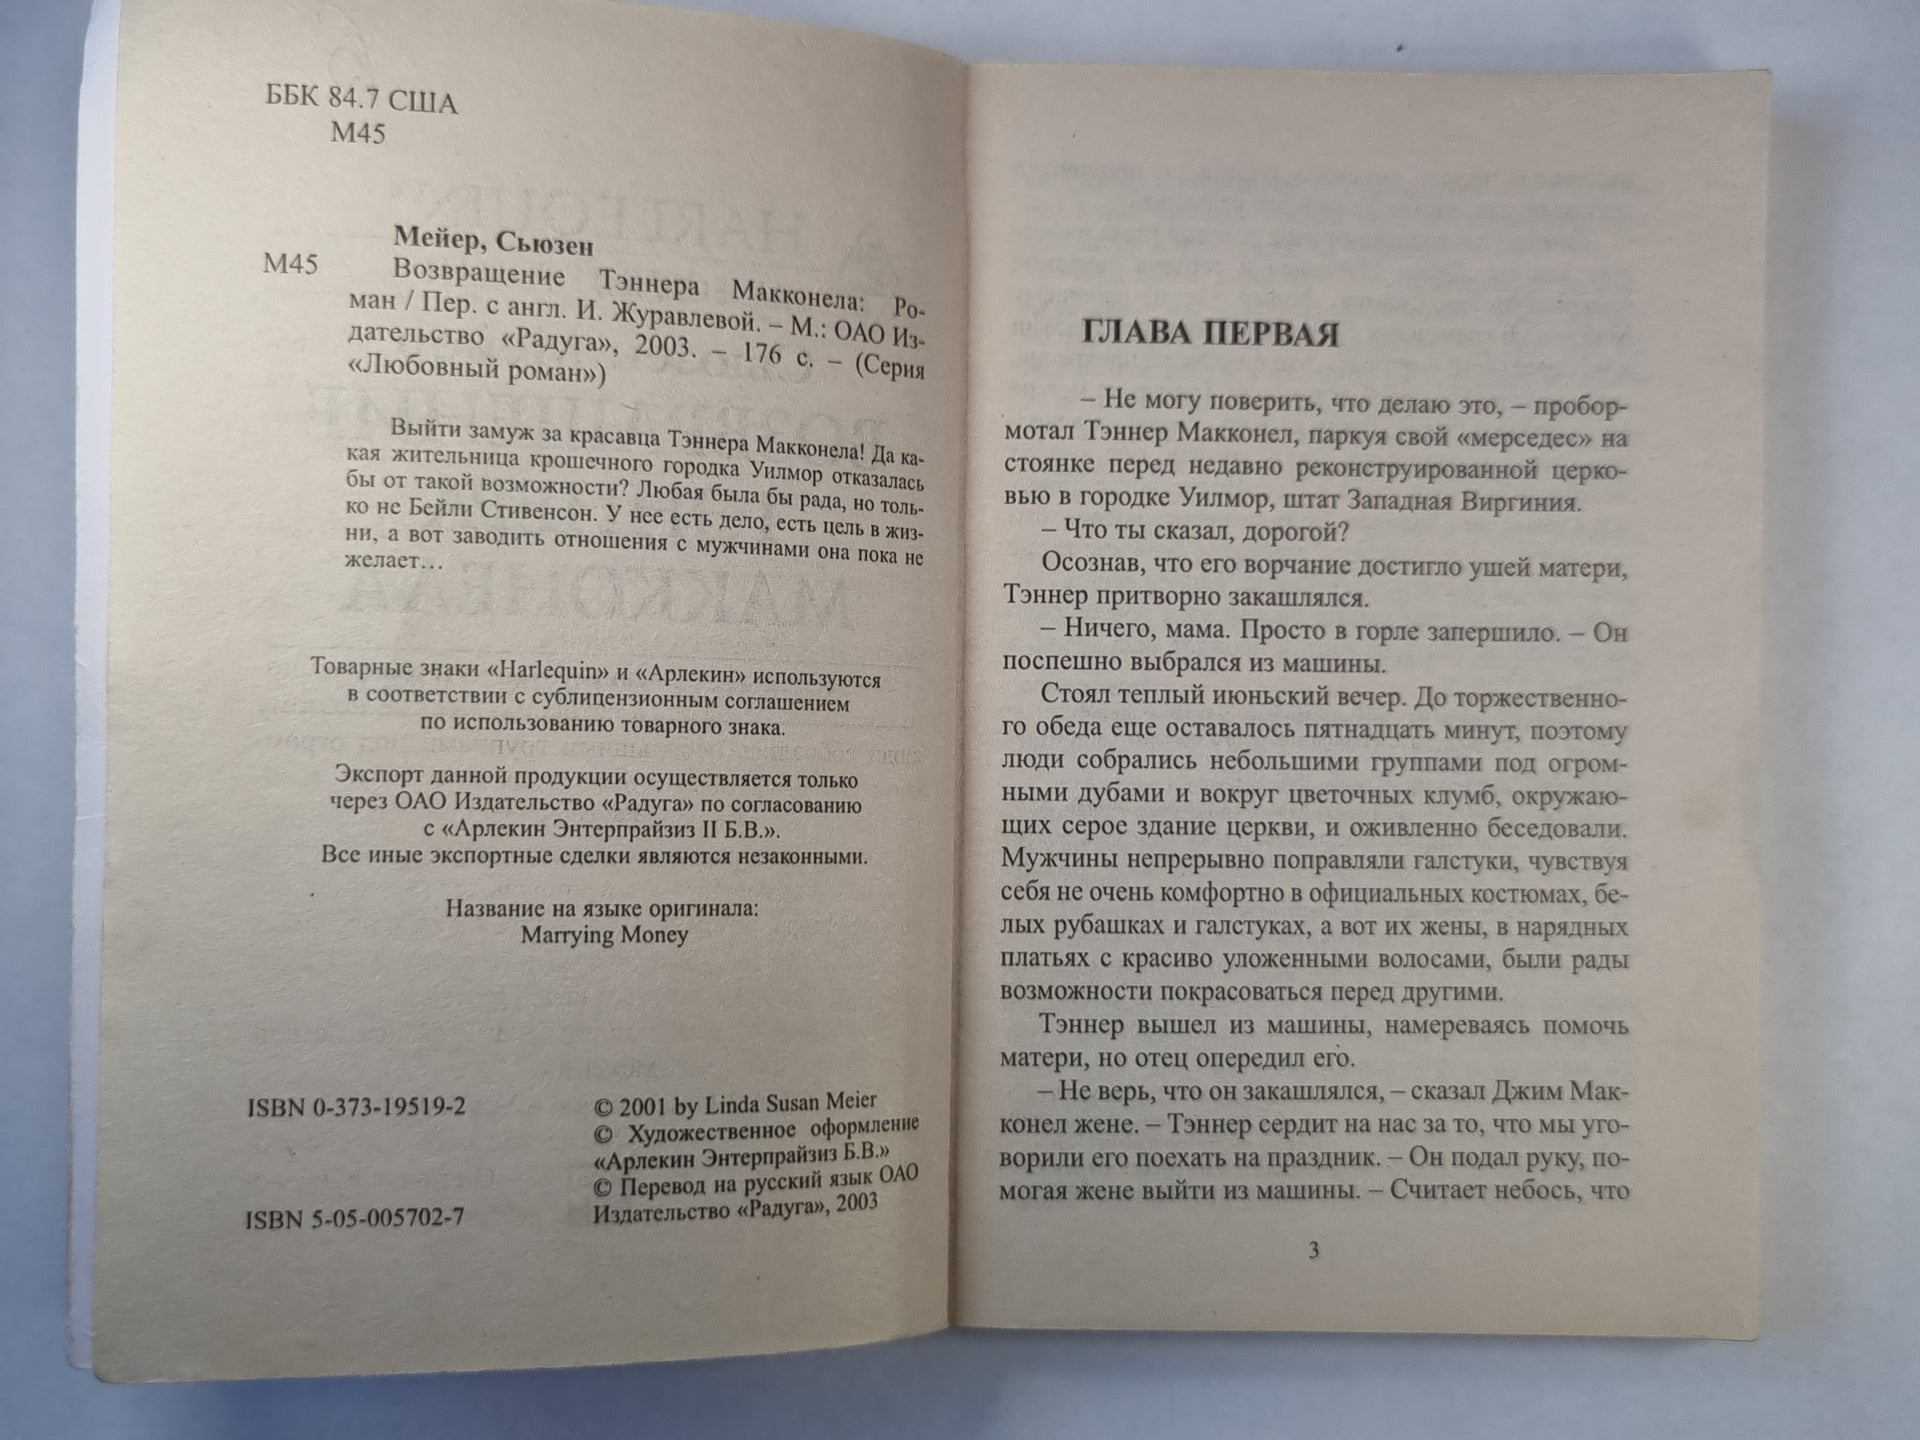 ББК 84.7 США
М45
Мейер, Сьюзен
М45 Возвращение Тэннера Макконела: Ро-
ман / Пер. с англ. И. Журавлевой. – М.: ОАО Из-
дательство «Радуга», 2003. – 176 с. – (Серия
«Любовный роман»)
Выйти замуж за красавца Тэннера Макконела! Да ка-
кая жительница крошечного городка Уилмор отказалась
бы от такой возможности? Любая была бы рада, но толь-
ко не Бейли Стивенсон. У нее есть дело, есть цель в жиз-
ни, а вот заводить отношения с мужчинами она пока не
желает…
Товарные знаки «Harlequin» и «Арлекин» используются
в соответствии с сублицензионным соглашением
по использованию товарного знака.
Экспорт данной продукции осуществляется только
через ОАО Издательство «Радуга» по согласованию
с «Арлекин Энтерпрайзиз II Б.В.».
Все иные экспортные сделки являются незаконными.
Название на языке оригинала:
Marrying Money
ISBN 0-373-19519-2
ISBN 5-05-005702-7
© 2001 by Linda Susan Meier
© Художественное оформление
«Арлекин Энтерпрайзиз Б.В.»
© Перевод на русский язык ОАО
Издательство «Радуга», 2003
ГЛАВА ПЕРВАЯ
– Не могу поверить, что делаю это, – пробор-
мотал Тэннер Макконел, паркуя свой «мерседес» на
стоянке перед недавно реконструированной церко-
вью в городке Уилмор, штат Западная Виргиния.
– Что ты сказал, дорогой?
Осознав, что его ворчание достигло ушей матери,
Тэннер притворно закашлялся.
– Ничего, мама. Просто в горле запершило. – Он
поспешно выбрался из машины.
Стоял теплый июньский вечер. До торжественно-
го обеда еще оставалось пятнадцать минут, поэтому
люди собрались небольшими группами под огром-
ными дубами и вокруг цветочных клумб, окружаю-
щих серое здание церкви, и оживленно беседовали.
Мужчины непрерывно поправляли галстуки, чувствуя
себя не очень комфортно в официальных костюмах, бе-
лых рубашках и галстуках, а вот их жены, в нарядных
платьях с красиво уложенными волосами, были рады
возможности покрасоваться перед другими.
Тэннер вышел из машины, намереваясь помочь
матери, но отец опередил его.
– Не верь, что он закашлялся, – сказал Джим Мак-
конел жене. – Тэннер сердит на нас за то, что мы уго-
ворили его поехать на праздник. – Он подал руку, по-
могая жене выйти из машины. – Считает небось, что
3